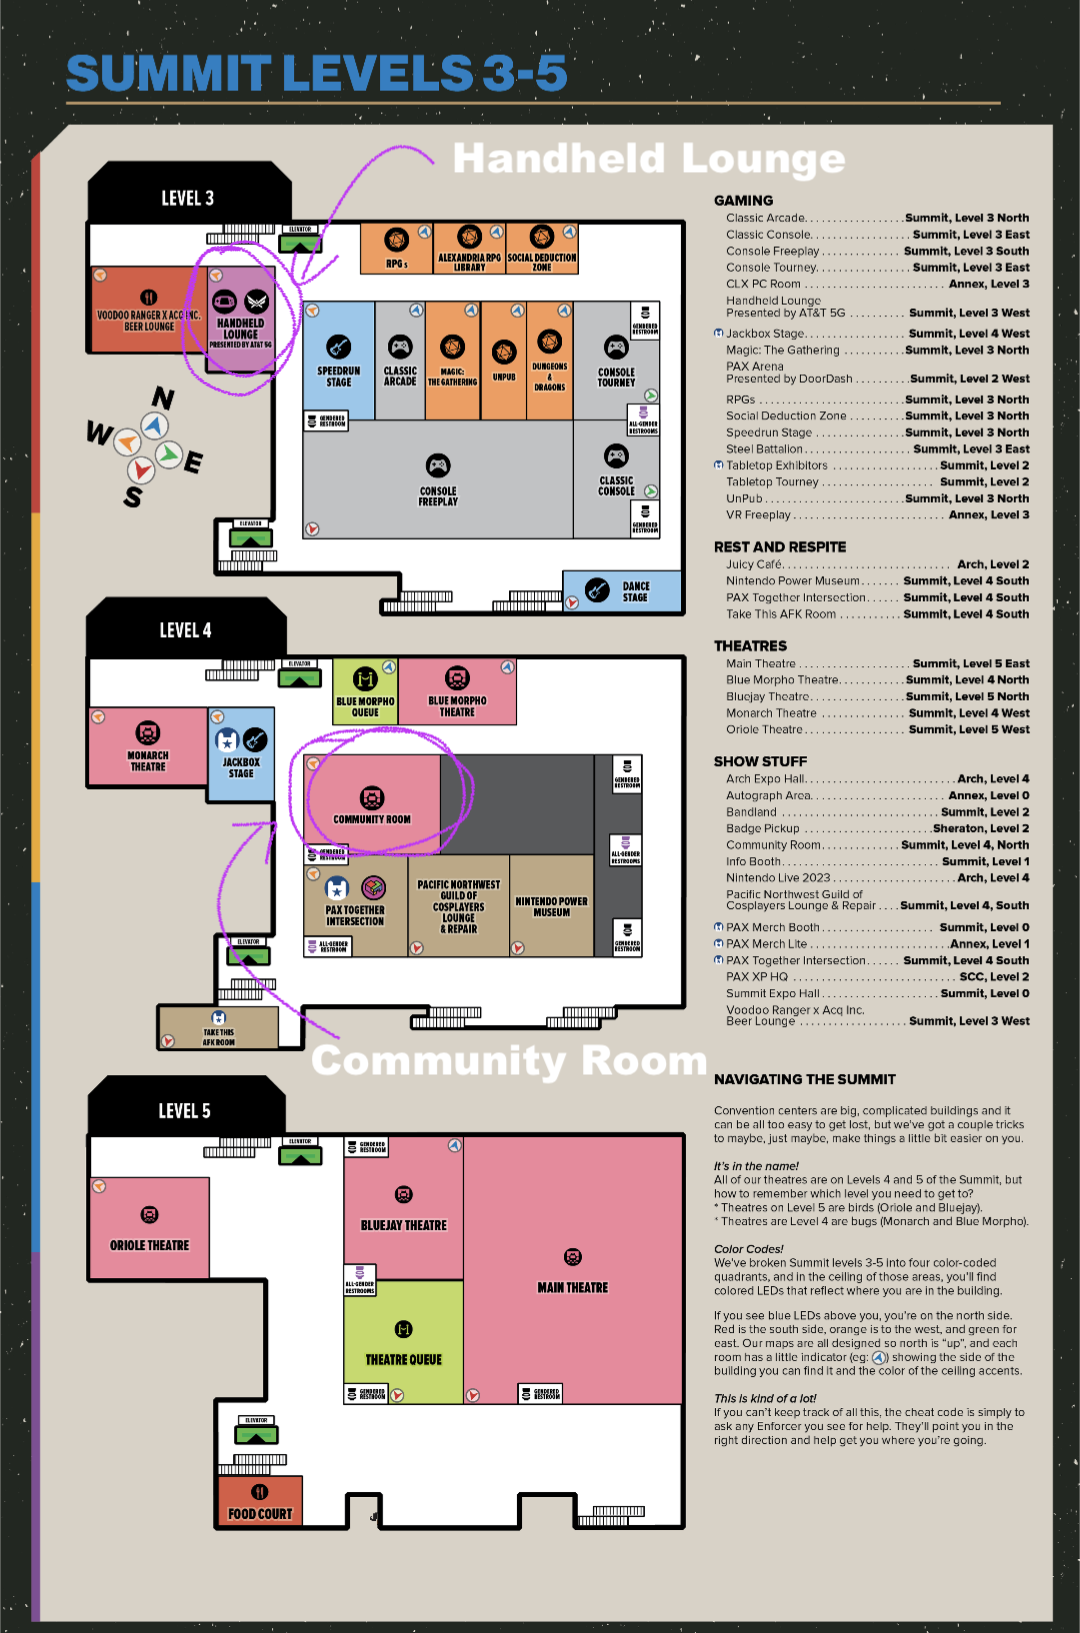 SUMMIT LEVELS 3-5
Handheld Lounge
LEVEL 3
ELEVATOR
RPGs
ALEXANDRIA RPG
LIBRARY
SOCIAL DEDUCTION
ZONE
VOODOO RANGER X ACQ INC.
BEER LOUNGE
HANDHELD
LOUNGE
PRESENTED BY AT&T 5G
SPEEDRUN
STAGE
CLASSIC
ARCADE
MAGIC:
THE GATHERING
UNPUB
DUNGEONS
&
DRAGONS
CONSOLE
TOURNEY
GENDERED
RESTROOM
GENDERED
RESTROOM
ALL-GENDER
RESTROOMS
CONSOLE
FREEPLAY
CLASSIC
CONSOLE
GENDERED
RESTROOM
N
W
E
S
ELEVATOR
DANCE
STAGE
LEVEL 4
ELEVATOR
BLUE MORPHO
QUEUE
BLUE MORPHO
THEATRE
MONARCH
THEATRE
JACKBOX
STAGE
COMMUNITY ROOM
GENDERED
RESTROOM
GENDERED
RESTROOM
ALL-GENDER
RESTROOMS
PAX TOGETHER
INTERSECTION
ALL-GENDER
RESTROOM
PACIFIC NORTHWEST
GUILD OF
COSPLAYERS
LOUNGE
& REPAIR
NINTENDO POWER
MUSEUM
GENDERED
RESTROOM
ELEVATOR
TAKE THIS
AFK ROOM
Community Room
LEVEL 5
ELEVATOR
GENDERED
RESTROOM
ORIOLE THEATRE
BLUEJAY THEATRE
ALL-GENDER
RESTROOMS
MAIN THEATRE
THEATRE QUEUE
GENDERED
RESTROOM
GENDERED
RESTROOM
ELEVATOR
FOOD COURT
GAMING
Classic Arcade. . . . . . . . . . . . . . . . . Summit, Level 3 North
Classic Console. . . . . . . . . . . . . . . . . Summit, Level 3 East
Console Freeplay . . . . . . . . . . . . . . . Summit, Level 3 South
Console Tourney. . . . . . . . . . . . . . . . Summit, Level 3 East
CLX PC Room . . . . . . . . . . . . . . . . . . . . . . . . Annex, Level 3
Handheld Lounge
Presented by AT&T 5G . . . . . . . . . . Summit, Level 3 West
Jackbox Stage. . . . . . . . . . . . . . . . . . . Summit, Level 4 West
Magic: The Gathering . . . . . . . . . . Summit, Level 3 North
PAX Arena
Presented by DoorDash . . . . . . . . . . Summit, Level 2 West
RPGs . . . . . . . . . . . . . . . . . . . . . . . . . . Summit, Level 3 North
Social Deduction Zone . . . . . . . . . Summit, Level 3 North
Speedrun Stage . . . . . . . . . . . . . . . . Summit, Level 3 North
Steel Battalion . . . . . . . . . . . . . . . . . . . Summit, Level 3 East
Tabletop Exhibitors . . . . . . . . . . . . . . . . . . . Summit, Level 2
Tabletop Tourney . . . . . . . . . . . . . . . . . . . . . Summit, Level 2
UnPub . . . . . . . . . . . . . . . . . . . . . . . . . Summit, Level 3 North
VR Freeplay . . . . . . . . . . . . . . . . . . . . . . . . . . . Annex, Level 3
REST AND RESPITE
Juicy Café. . . . . . . . . . . . . . . . . . . . . . . . . . . . . Arch, Level 2
Nintendo Power Museum. . . . . . . Summit, Level 4 South
PAX Together Intersection. . . . . . Summit, Level 4 South
Take This AFK Room . . . . . . . . . . . Summit, Level 4 South
THEATRES
Main Theatre . . . . . . . . . . . . . . . . . . . . Summit, Level 5 East
Blue Morpho Theatre. . . . . . . . . . . Summit, Level 4 North
Bluejay Theatre. . . . . . . . . . . . . . . . Summit, Level 5 North
Monarch Theatre . . . . . . . . . . . . . . . Summit, Level 4 West
Oriole Theatre. . . . . . . . . . . . . . . . . . . Summit, Level 5 West
SHOW STUFF
Arch Expo Hall. . . . . . . . . . . . . . . . . . . . . . . . . . Arch, Level 4
Autograph Area. . . . . . . . . . . . . . . . . . . . . . . . Annex, Level 0
Bandland . . . . . . . . . . . . . . . . . . . . . . . . . . . . Summit, Level 2
Badge Pickup . . . . . . . . . . . . . . . . . . . . . . . Sheraton, Level 2
Community Room. . . . . . . . . . . . . Summit, Level 4, North
Info Booth. . . . . . . . . . . . . . . . . . . . . . . . . . . . Summit, Level 1
Nintendo Live 2023 . . . . . . . . . . . . . . . . . . . . . . . Arch, Level 4
Pacific Northwest Guild of
Cosplayers Lounge & Repair . . . . Summit, Level 4, South
PAX Merch Booth . . . . . . . . . . . . . . . . . . . . . Summit, Level 0
PAX Merch Lite . . . . . . . . . . . . . . . . . . . . . . . . Annex, Level 1
PAX Together Intersection. . . . . . Summit, Level 4 South
PAX XP HQ . . . . . . . . . . . . . . . . . . . . . . . . . . . . . SCC, Level 2
Summit Expo Hall . . . . . . . . . . . . . . . . . . . . . Summit, Level 0
Voodoo Ranger x Acq Inc.
Beer Lounge . . . . . . . . . . . . . . . . . . . Summit, Level 3 West
NAVIGATING THE SUMMIT
Convention centers are big, complicated buildings and it
can be all too easy to get lost, but we've got a couple tricks
to maybe, just maybe, make things a little bit easier on you.
It's in the name!
All of our theatres are on Levels 4 and 5 of the Summit, but
how to remember which level you need to get to?
* Theatres on Level 5 are birds (Oriole and Bluejay).
* Theatres are Level 4 are bugs (Monarch and Blue Morpho).
Color Codes!
We've broken Summit levels 3-5 into four color-coded
quadrants, and in the ceiling of those areas, you'll find
colored LEDs that reflect where you are in the building.
If you see blue LEDs above you, you're on the north side.
Red is the south side, orange is to the west, and green for
east. Our maps are all designed so north is "up", and each
room has a little indicator (eg: ) showing the side of the
building you can find it and the color of the ceiling accents.
This is kind of a lot!
If you can't keep track of all this, the cheat code is simply to
ask any Enforcer you see for help. They'll point you in the
right direction and help get you where you're going.